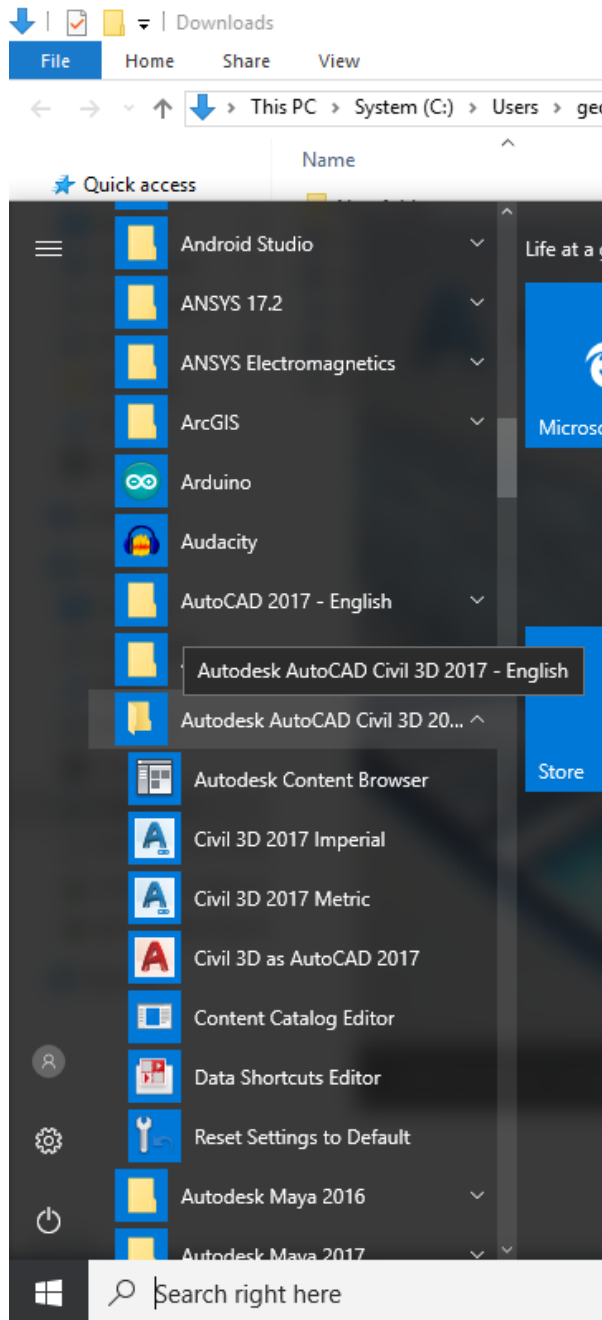 Downloads
File Home Share View
This PC > System (C:) > Users >
Name
Quick access
Android Studio
Life at a
ANSYS 17.2
ANSYS Electromagnetics
ArcGIS
Arduino
Audacity
AutoCAD 2017 - English
Autodesk AutoCAD Civil 3D 2017 - English
Autodesk AutoCAD Civil 3D 20...
Autodesk Content Browser
Store
Civil 3D 2017 Imperial
Civil 3D 2017 Metric
Civil 3D as AutoCAD 2017
Content Catalog Editor
Data Shortcuts Editor
Reset Settings to Default
Autodesk Maya 2016
Autodesk Maya 2017
Search right here